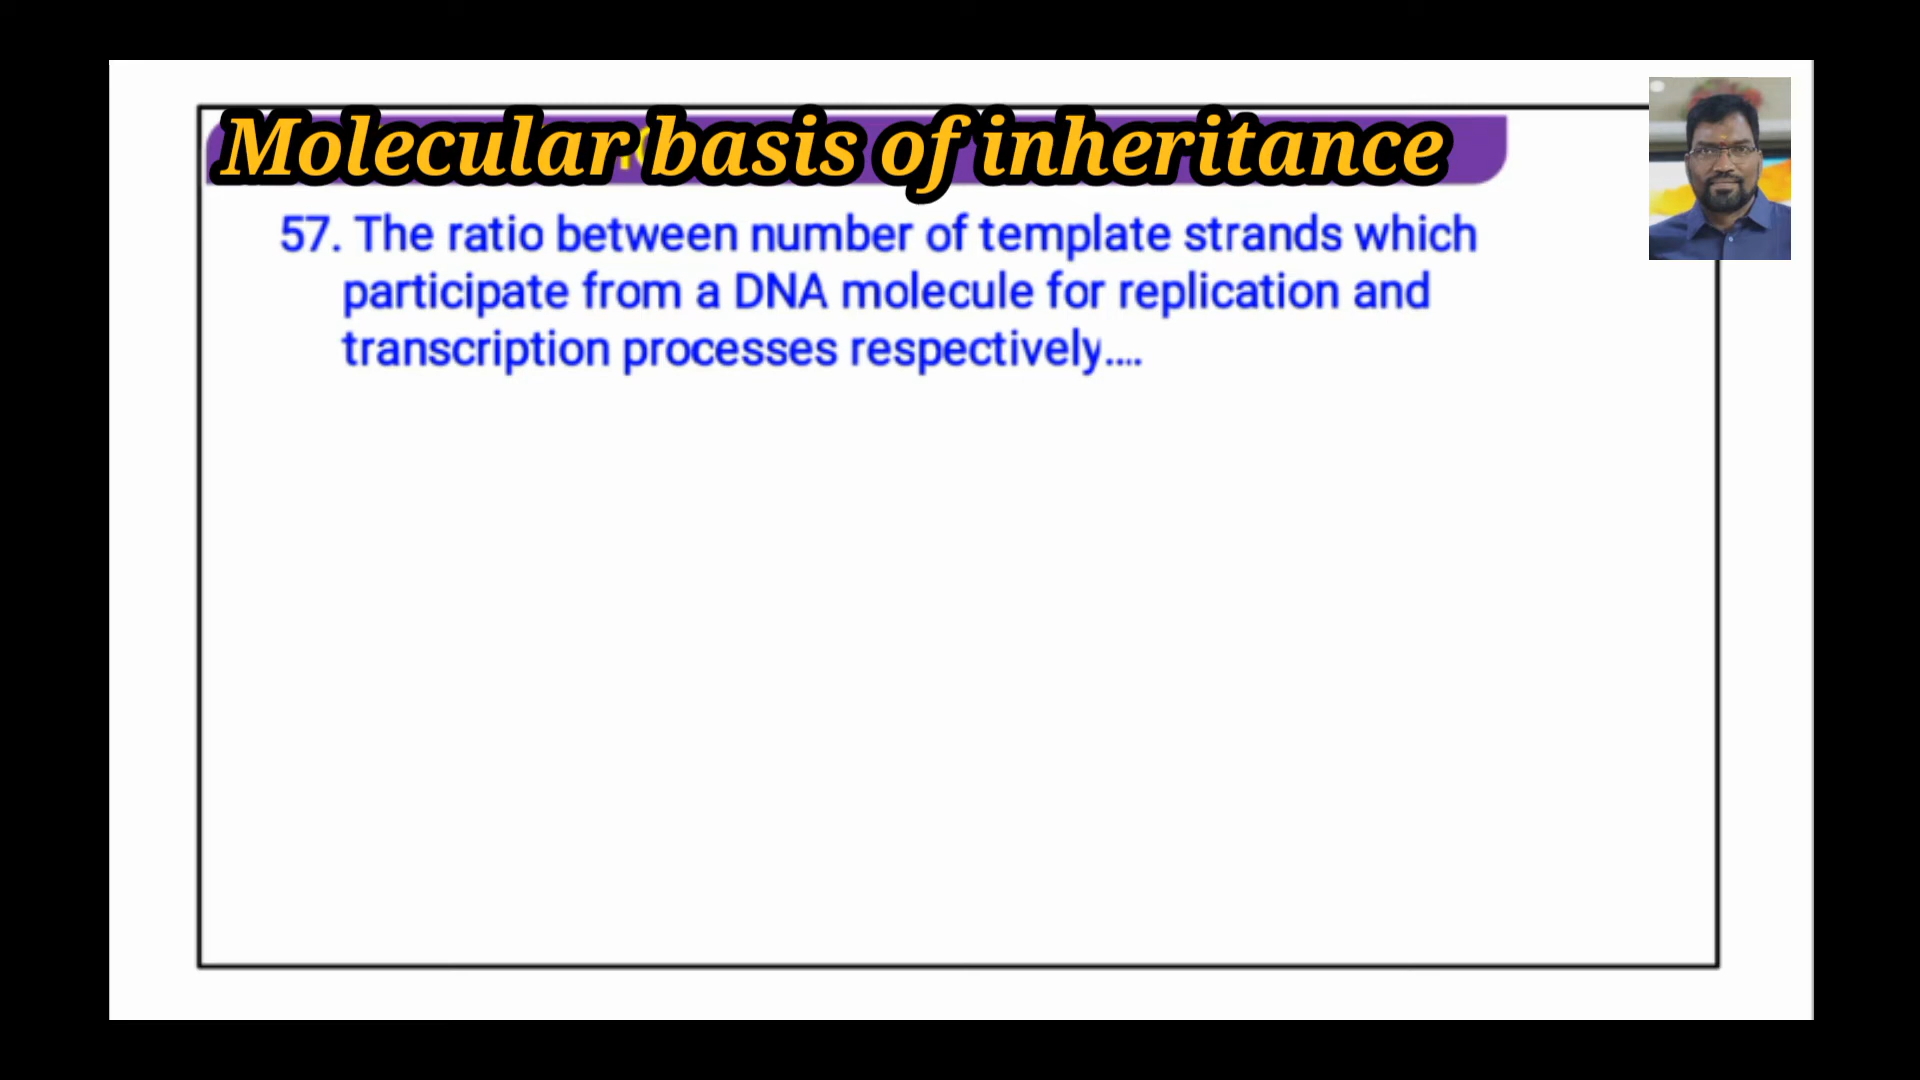 Molecular basis of inheritance
57. The ratio between number of template strands which
participate from a DNA molecule for replication and
transcription processes respectively....